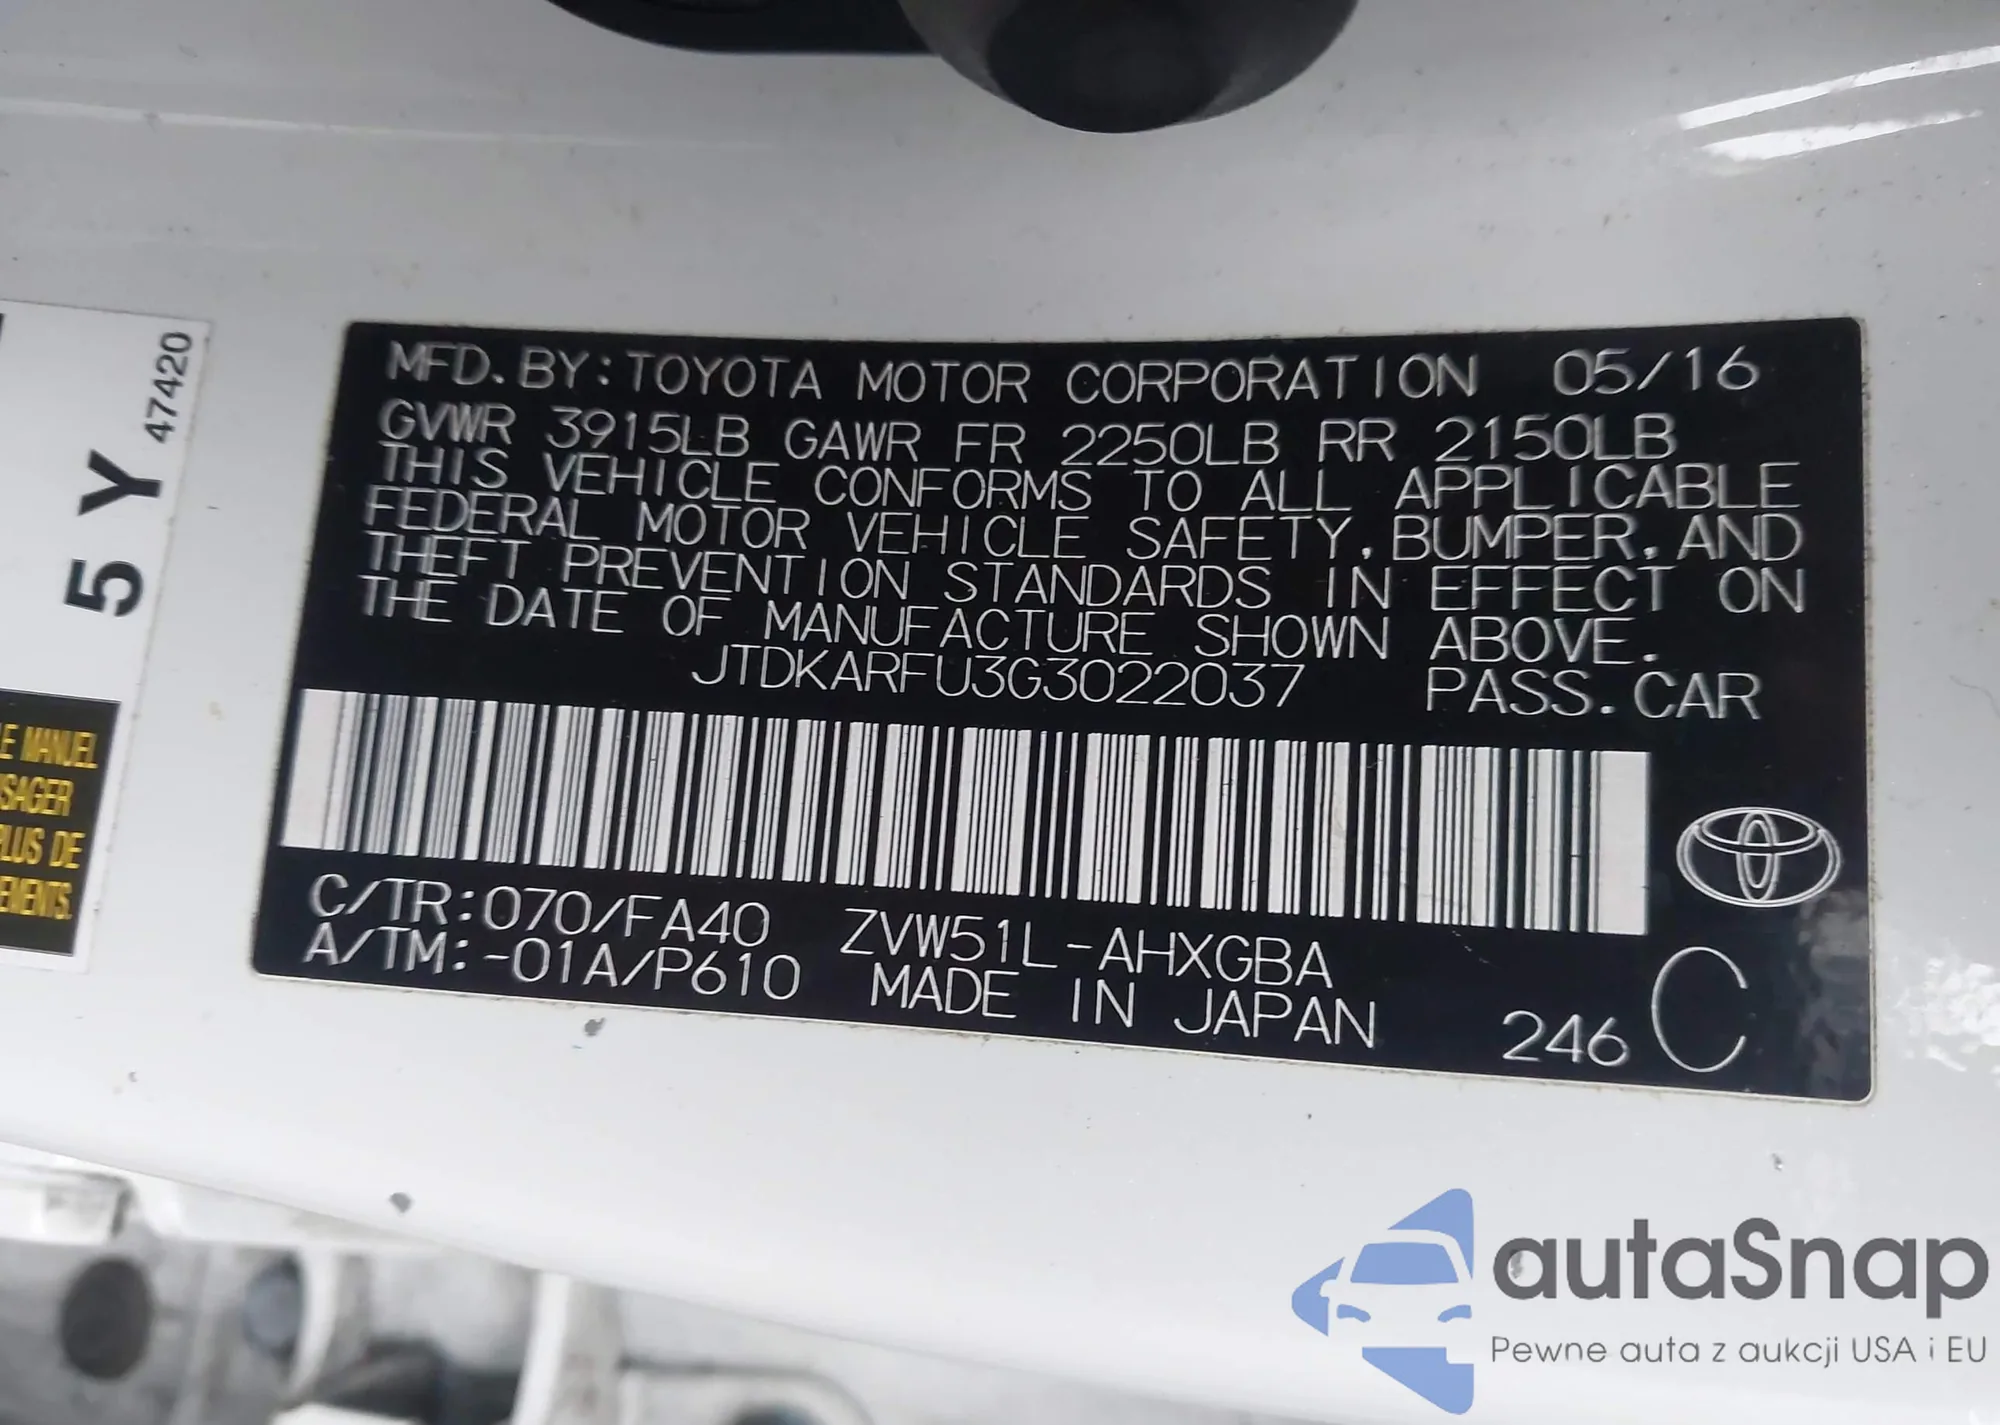 MFD. BY: TOYOTA MOTOR CORPORATION 05/16
GVWR 3915LB GAWR FR 2250LB RR 2150LB
THIS VEHICLE CONFORMS TO ALL APPLICABLE
FEDERAL MOTOR VEHICLE SAFETY, BUMPER, AND
THEFT PREVENTION STANDARDS IN EFFECT ON
THE DATE OF MANUFACTURE SHOWN ABOVE.
JTDKARFU3G3022037 PASS. CAR
C/TR: 070/FA40 ZVW51L-AHXGBA
A/TM: -01A/P610 MADE IN JAPAN 246 C
5 Y 47420
LE MANUEL
USAGER
PLUS DE
autaSnap
Pewne auta z aukcji USA i EU